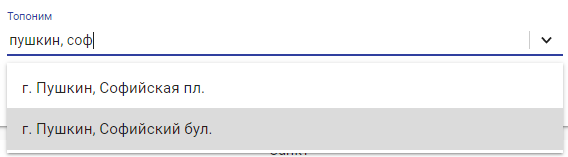 Топоним
пушкин, соф
г. Пушкин, Софийская пл.
г. Пушкин, Софийский бул.